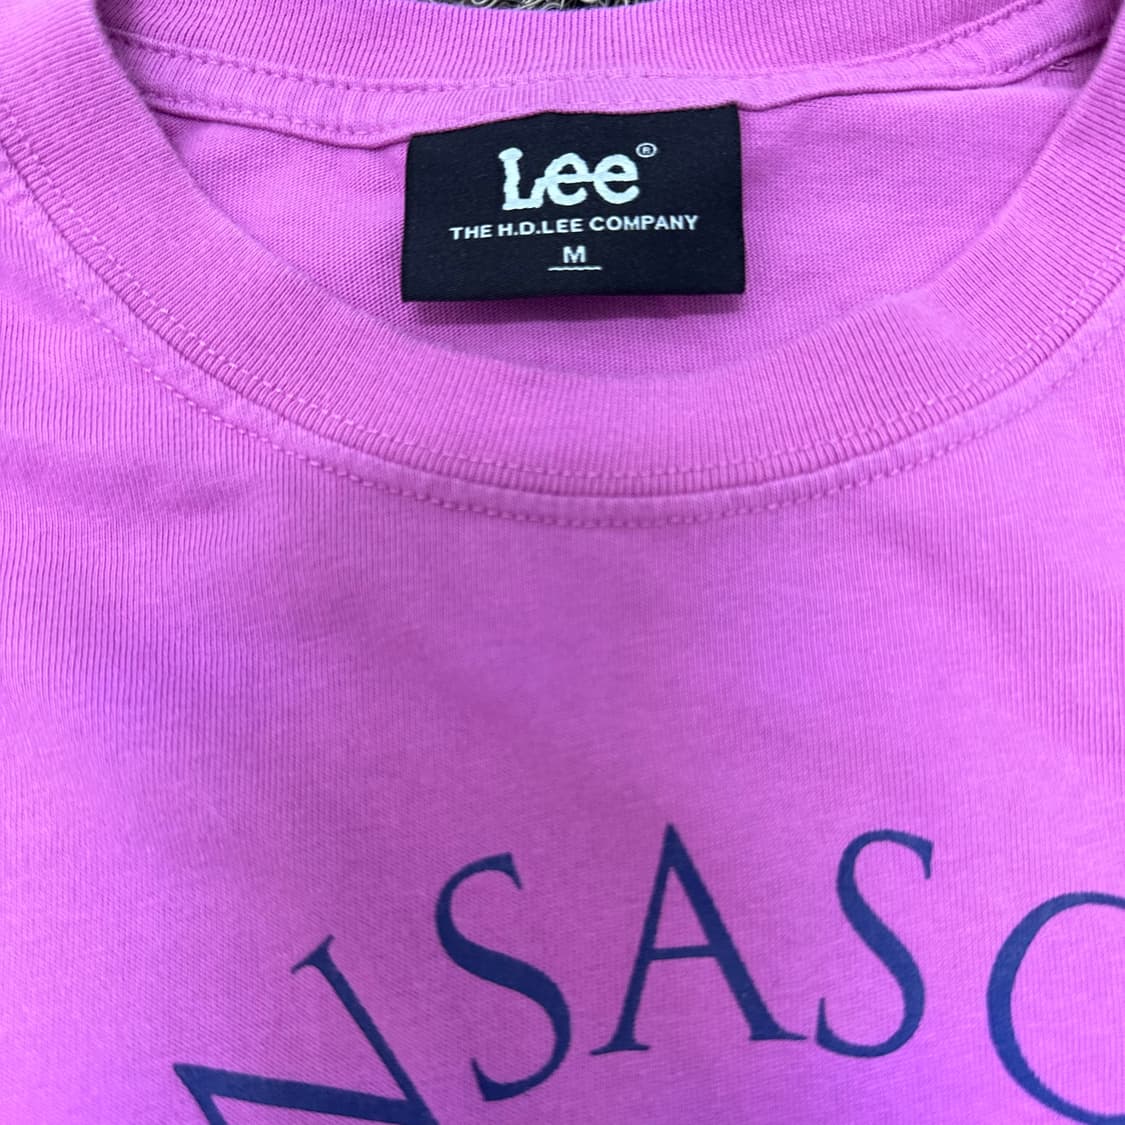 Lee®
THE H.D.LEE COMPANY
M
NSASC